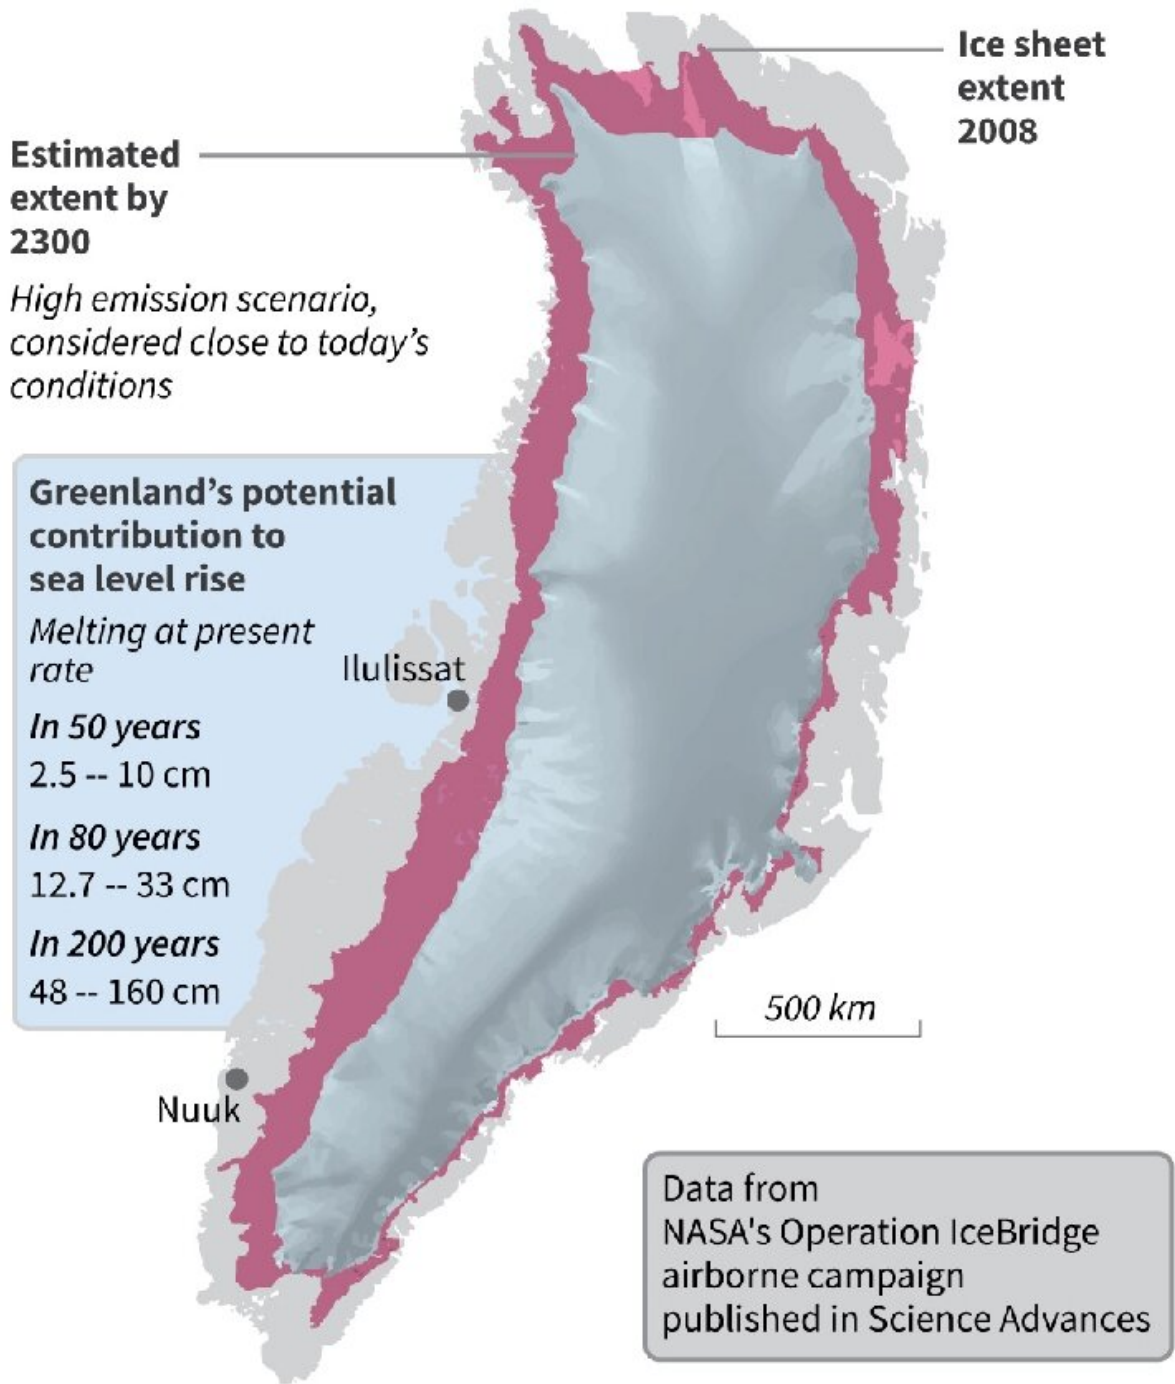 Ice sheet
extent
2008
Estimated
extent by
2300
High emission scenario,
considered close to today's
conditions
Greenland's potential
contribution to
sea level rise
Melting at present
rate
In 50 years
2.5 -- 10 cm
In 80 years
12.7 -- 33 cm
In 200 years
48 -- 160 cm
Ilulissat
Nuuk
500 km
Data from
NASA's Operation IceBridge
airborne campaign
published in Science Advances